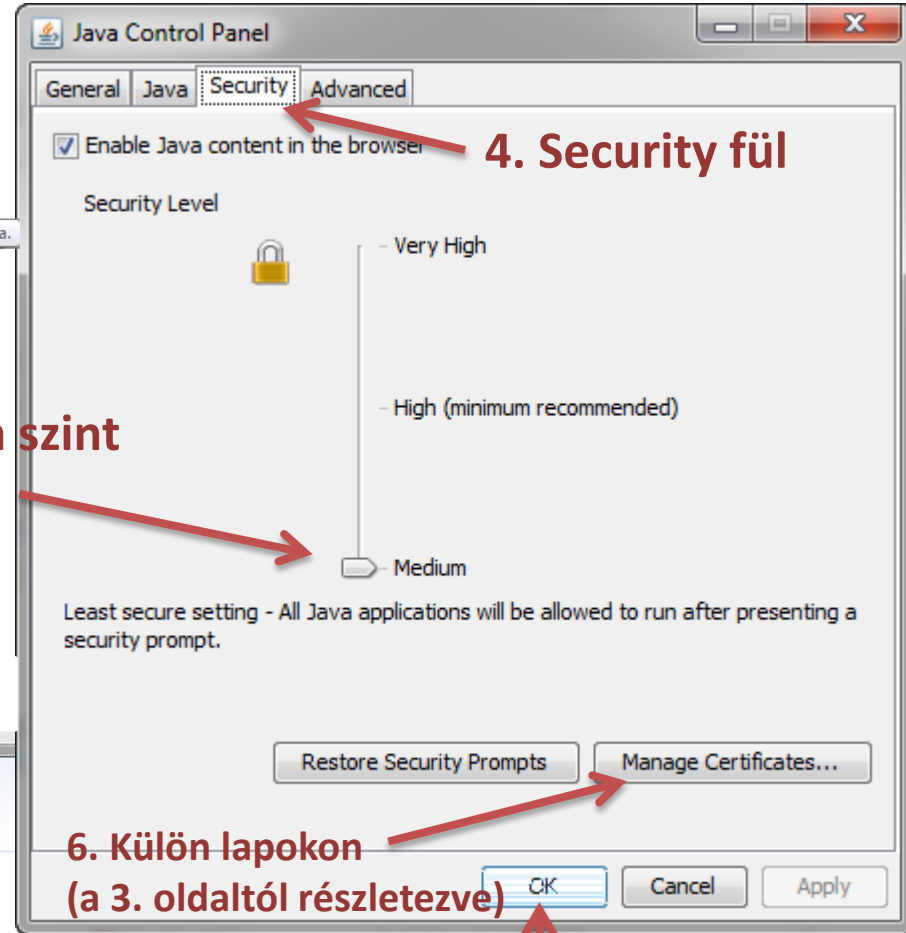 Java Control Panel
General Java Security Advanced
Enable Java content in the browser
4. Security fül
Security Level
a.
- Very High
- High (minimum recommended)
szint
- Medium
Least secure setting - All Java applications will be allowed to run after presenting a
security prompt.
Restore Security Prompts Manage Certificates...
6. Külön lapokon
(a 3. oldaltól részletezve)
OK Cancel Apply